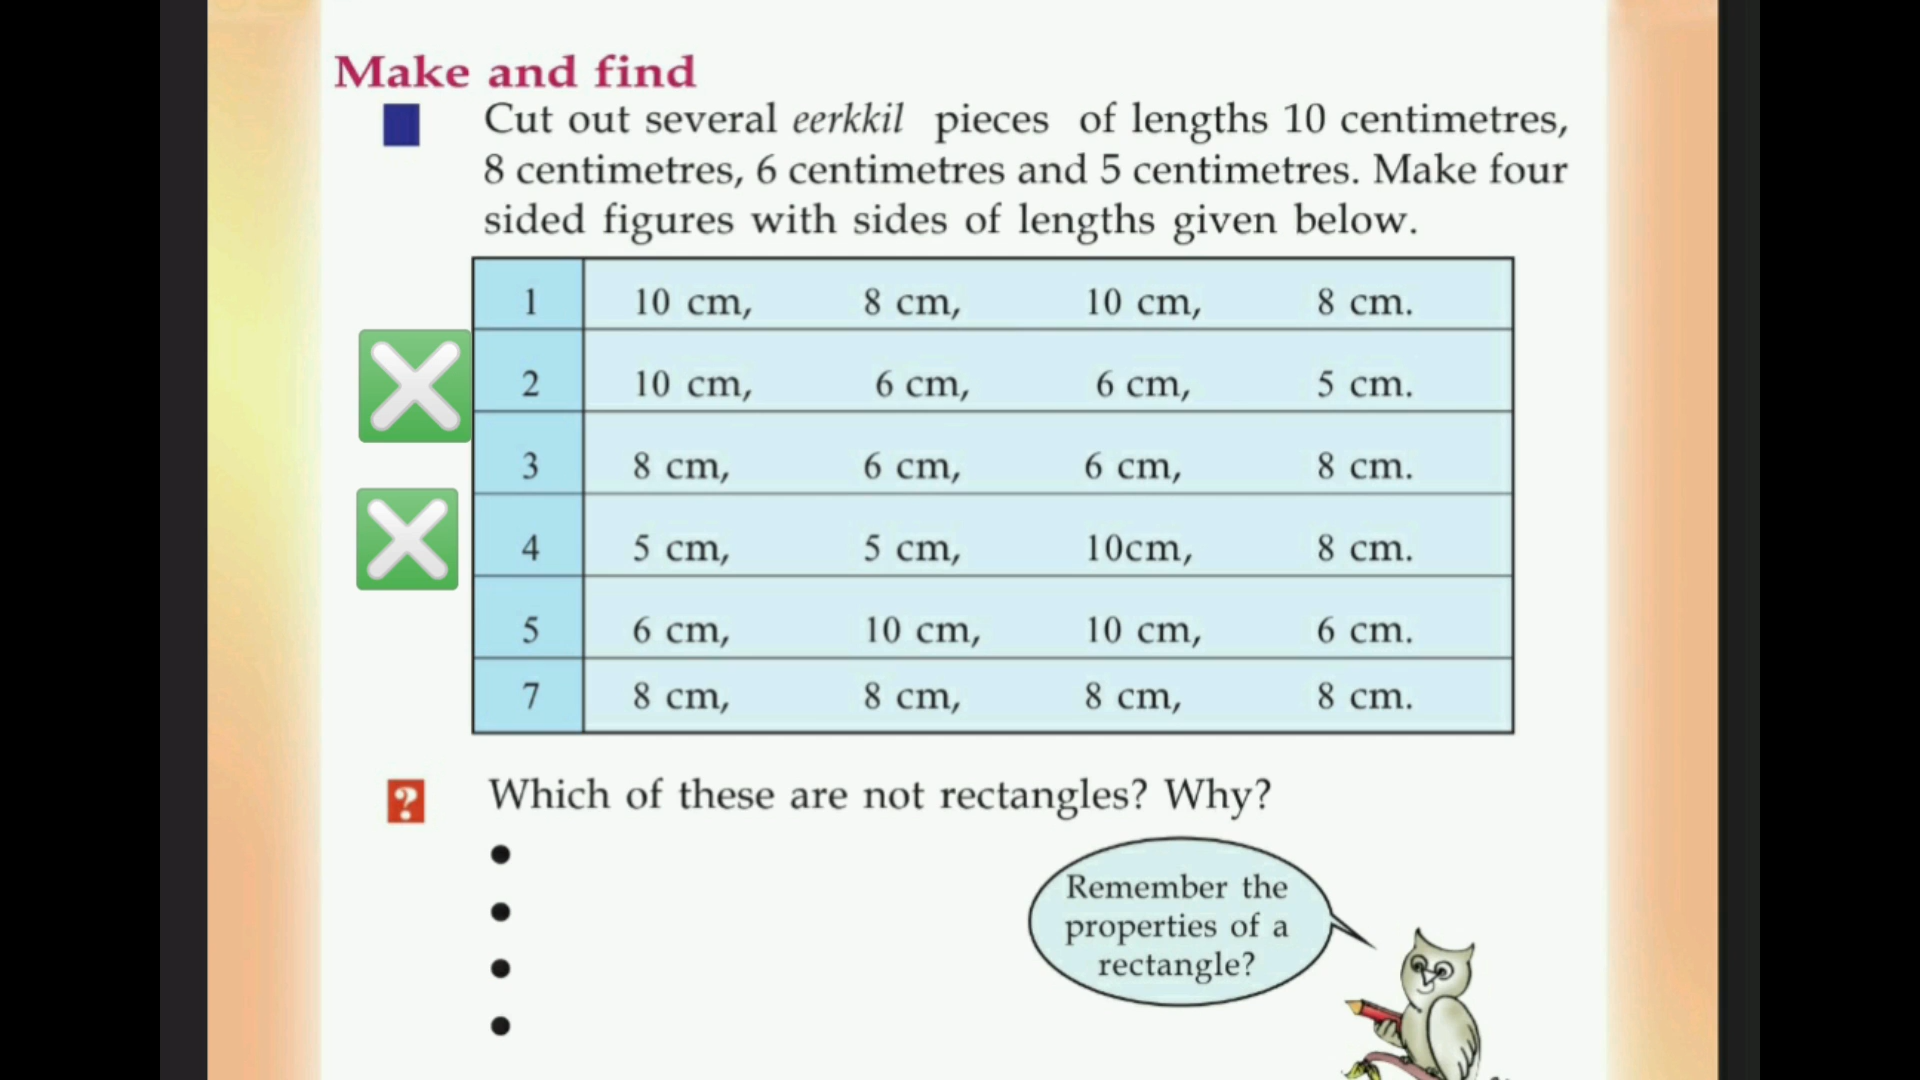 Make and find
Cut out several eerkkil pieces of lengths 10 centimetres,
8 centimetres, 6 centimetres and 5 centimetres. Make four
sided figures with sides of lengths given below.
1 10 cm, 8 cm, 10 cm, 8 cm.
2 10 cm, 6 cm, 6 cm, 5 cm.
3 8 cm, 6 cm, 6 cm, 8 cm.
4 5 cm, 5 cm, 10cm, 8 cm.
5 6 cm, 10 cm, 10 cm, 6 cm.
7 8 cm, 8 cm, 8 cm, 8 cm.
? Which of these are not rectangles? Why?
Remember the
properties of a
rectangle?